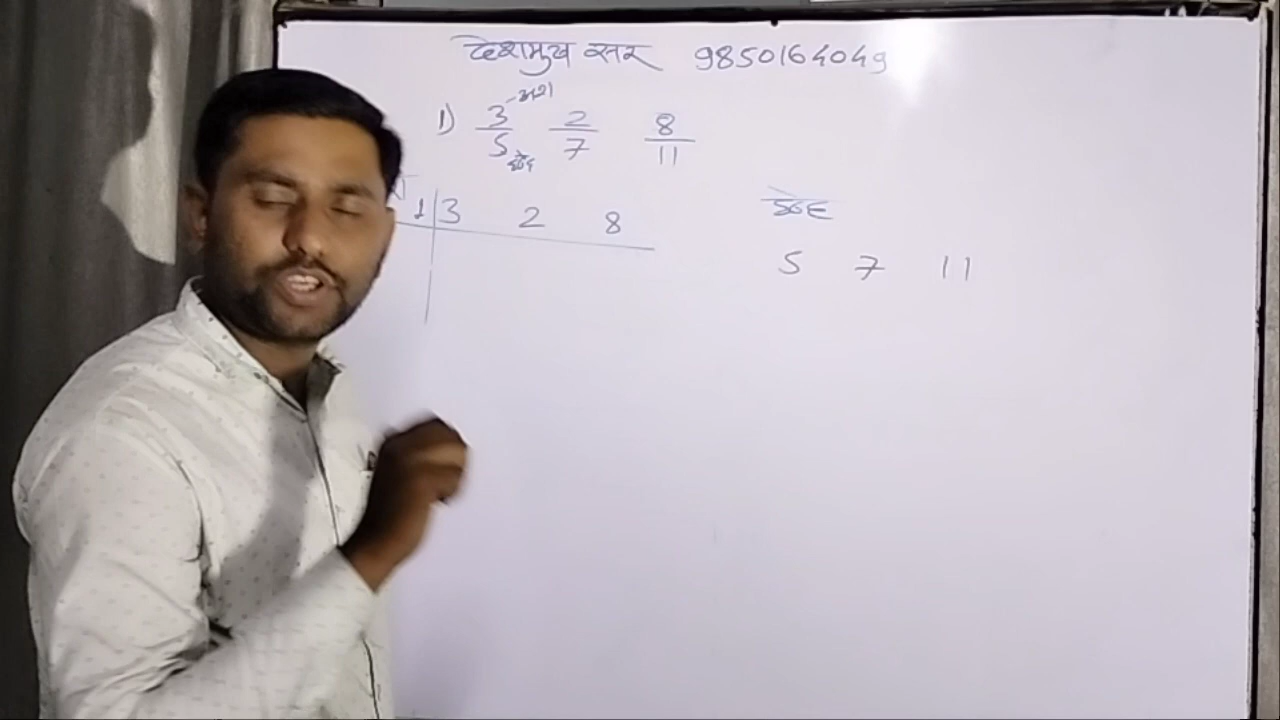 देशमुख सर 9850164049
1) 3/5 2/7 8/11
अंश
छेद
1 3 2 8
छेद
5 7 11